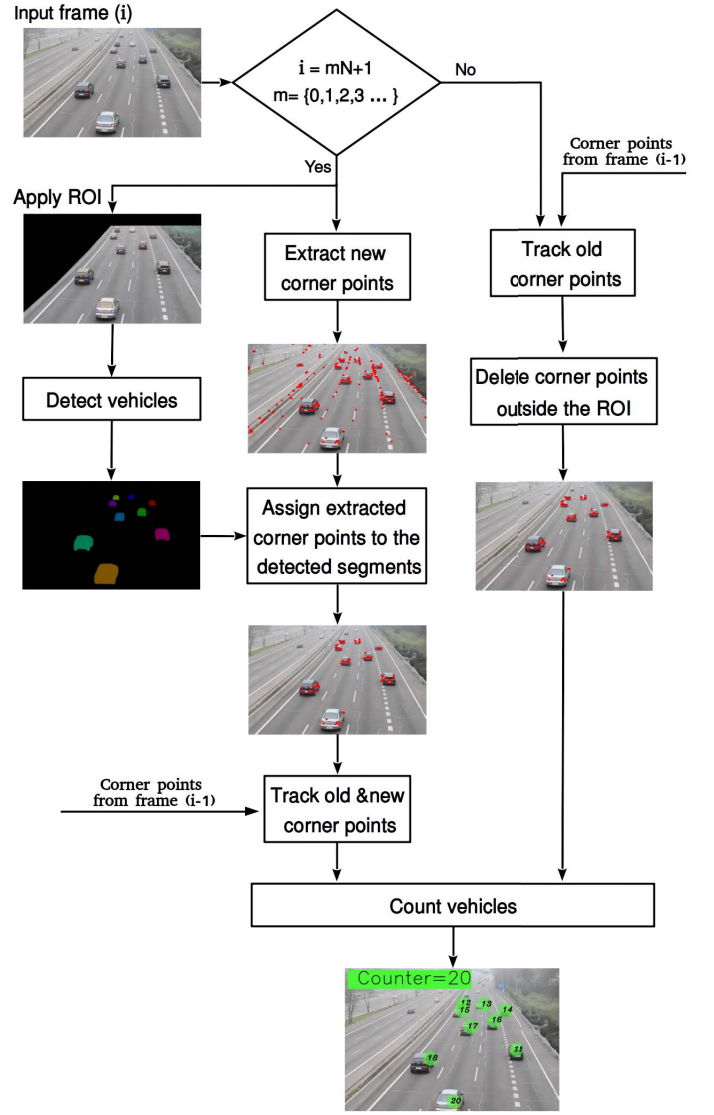 Input frame (i)
i = mN+1
m= {0,1,2,3 ... }
No
Yes
Corner points
from frame (i-1)
Apply ROI
Extract new
corner points
Track old
corner points
Detect vehicles
Delete corner points
outside the ROI
Assign extracted
corner points to the
detected segments
Corner points
from frame (i-1)
Track old &new
corner points
Count vehicles
Counter=20
12
13
14
15
16
17
11
18
20